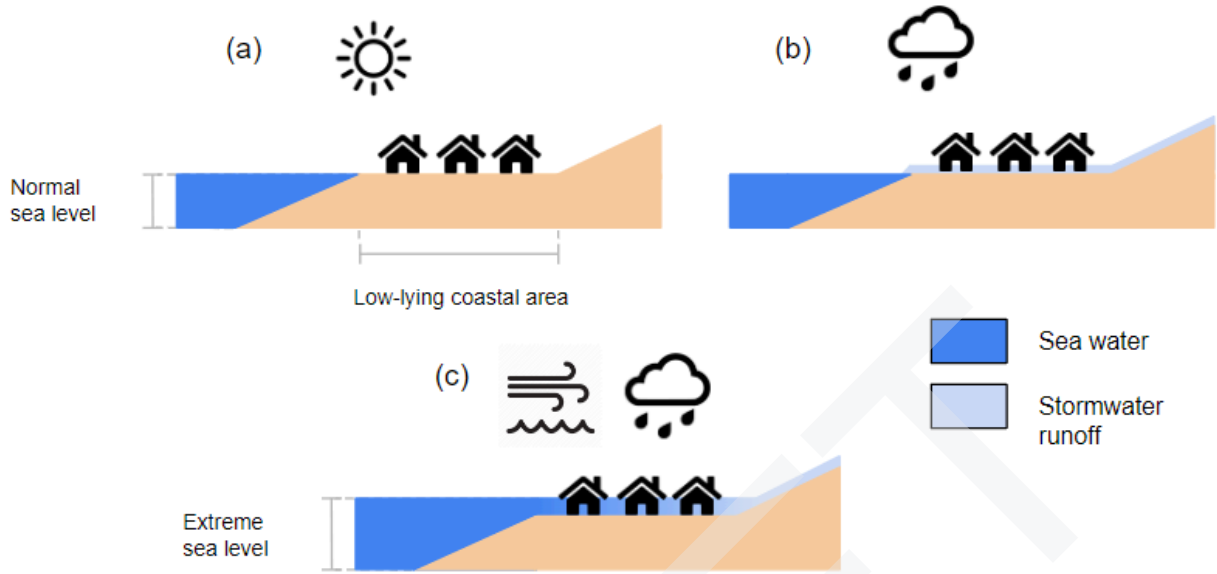 (a)
(b)
Normal
sea level
Low-lying coastal area
(c)
Sea water
Stormwater
runoff
Extreme
sea level